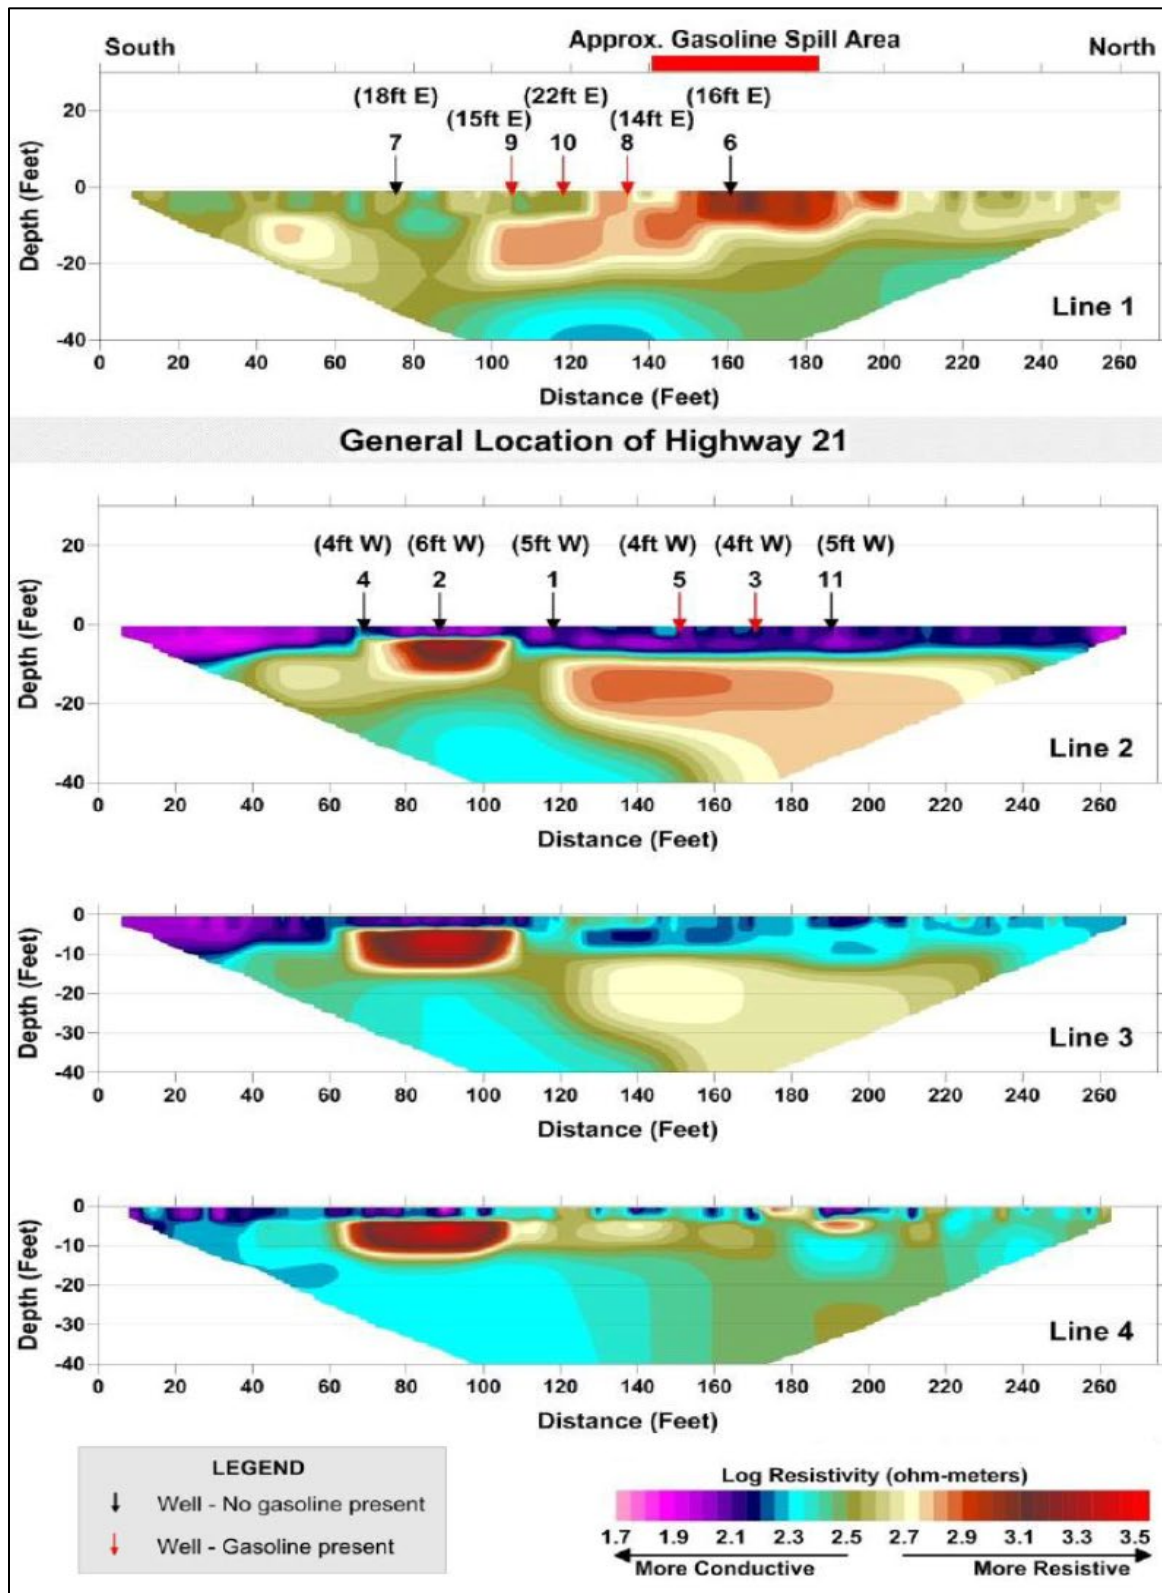 South
Approx. Gasoline Spill Area
North
(18ft E)
(22ft E)
(16ft E)
(15ft E)
(14ft E)
7
9
10
8
6
20
0
-20
-40
Depth (Feet)
Line 1
0 20 40 60 80 100 120 140 160 180 200 220 240 260
Distance (Feet)
General Location of Highway 21
(4ft W) (6ft W) (5ft W) (4ft W) (4ft W) (5ft W)
4 2 1 5 3 11
20
0
-20
-40
Depth (Feet)
Line 2
0 20 40 60 80 100 120 140 160 180 200 220 240 260
Distance (Feet)
0
-10
-20
-30
-40
Depth (Feet)
Line 3
0 20 40 60 80 100 120 140 160 180 200 220 240 260
Distance (Feet)
0
-10
-20
-30
-40
Depth (Feet)
Line 4
0 20 40 60 80 100 120 140 160 180 200 220 240 260
Distance (Feet)
LEGEND
Well - No gasoline present
Well - Gasoline present
Log Resistivity (ohm-meters)
1.7 1.9 2.1 2.3 2.5 2.7 2.9 3.1 3.3 3.5
More Conductive
More Resistive